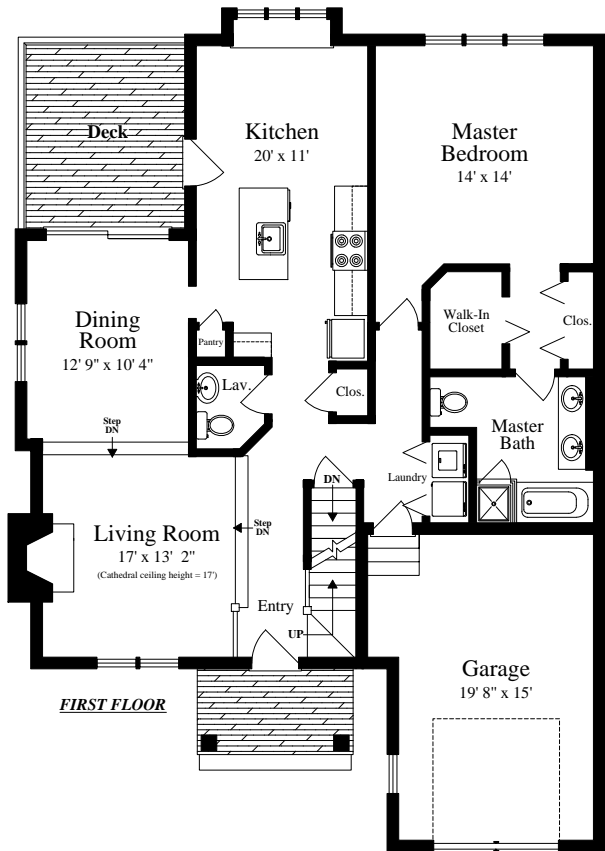 Deck
Kitchen
20' x 11'
Master
Bedroom
14' x 14'
Walk-In
Closet
Clos.
Dining
Room
12' 9" x 10' 4"
Pantry
Lav.
Clos.
Step
DN
Master
Bath
Laundry
DN
Living Room
17' x 13' 2"
(Cathedral ceiling height = 17')
Step
DN
Entry
UP
Garage
19' 8" x 15'
FIRST FLOOR